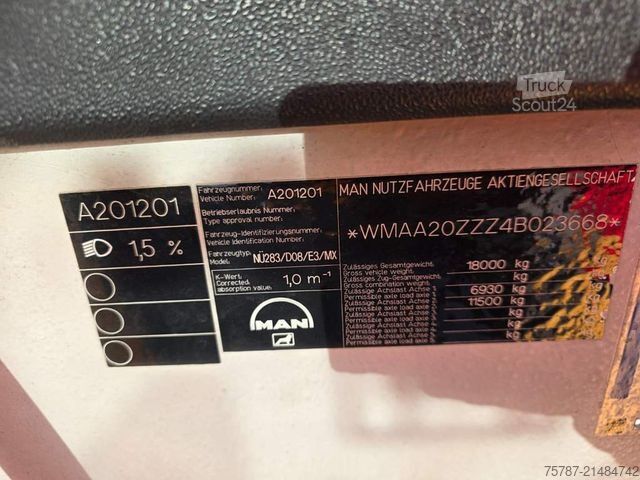 Truck
Scout24
A201201
1,5 %
Fahrzeugnummer
Vehicle Number: A201201
Betriebserlaubnis Nummer:
Type approval number:
Fahrzeug-Identifizierungsnummer
Vehicle Identification Number:
Fahrzeugtyp
Model: NÜ283/D08/E3/MX
K-Wert:
Corrected
absorption value: 1,0 m⁻¹
MAN
MAN NUTZFAHRZEUGE AKTIENGESELLSCHAFT
*WMAA20ZZZ4B023668*
Zulässiges Gesamtgewicht:
Gross vehicle weight: 18000 kg
Zulässiges Zug-Gesamtgewicht:
Gross combination weight: kg
Zulässige Achslast Achse 1:
Permissible axle load axle 1: 6930 kg
Zulässige Achslast Achse 2:
Permissible axle load axle 2: 11500 kg
Zulässige Achslast Achse
Permissible axle load axle kg
Zulässige Achslast Achse
Permissible axle load axle kg
Zulässige Achslast Achse
Permissible axle load axle kg
75787-21484742